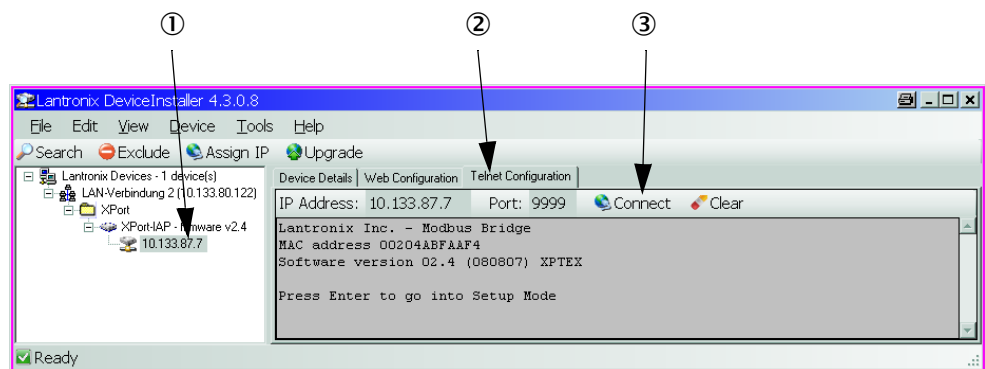 ① ② ③
Lantronix DeviceInstaller 4.3.0.8
File Edit View Device Tools Help
Search Exclude Assign IP Upgrade
Lantronix Devices - 1 device(s)
LAN-Verbindung 2 (10.133.80.122)
XPort
XPort-IAP - firmware v2.4
10.133.87.7
Device Details Web Configuration Telnet Configuration
IP Address: 10.133.87.7 Port: 9999 Connect Clear
Lantronix Inc. - Modbus Bridge
MAC address 00204ABFAAF4
Software version 02.4 (080807) XPTEX
Press Enter to go into Setup Mode
Ready